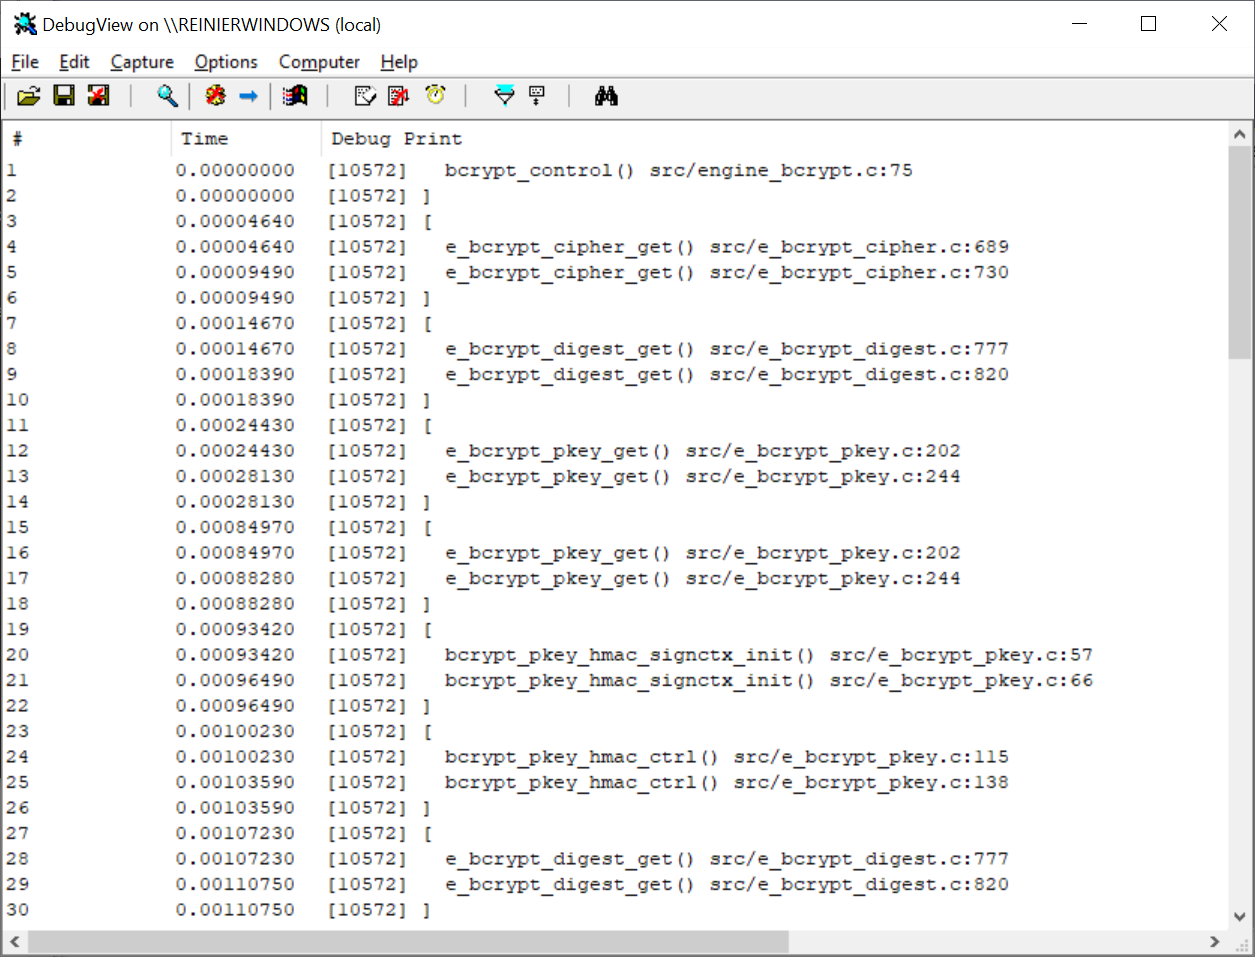 DebugView on \\REINIERWINDOWS (local)
File Edit Capture Options Computer Help
# Time Debug Print
1 0.00000000 [10572] bcrypt_control() src/engine_bcrypt.c:75
2 0.00000000 [10572] ]
3 0.00004640 [10572] [
4 0.00004640 [10572] e_bcrypt_cipher_get() src/e_bcrypt_cipher.c:689
5 0.00009490 [10572] e_bcrypt_cipher_get() src/e_bcrypt_cipher.c:730
6 0.00009490 [10572] ]
7 0.00014670 [10572] [
8 0.00014670 [10572] e_bcrypt_digest_get() src/e_bcrypt_digest.c:777
9 0.00018390 [10572] e_bcrypt_digest_get() src/e_bcrypt_digest.c:820
10 0.00018390 [10572] ]
11 0.00024430 [10572] [
12 0.00024430 [10572] e_bcrypt_pkey_get() src/e_bcrypt_pkey.c:202
13 0.00028130 [10572] e_bcrypt_pkey_get() src/e_bcrypt_pkey.c:244
14 0.00028130 [10572] ]
15 0.00084970 [10572] [
16 0.00084970 [10572] e_bcrypt_pkey_get() src/e_bcrypt_pkey.c:202
17 0.00088280 [10572] e_bcrypt_pkey_get() src/e_bcrypt_pkey.c:244
18 0.00088280 [10572] ]
19 0.00093420 [10572] [
20 0.00093420 [10572] bcrypt_pkey_hmac_signctx_init() src/e_bcrypt_pkey.c:57
21 0.00096490 [10572] bcrypt_pkey_hmac_signctx_init() src/e_bcrypt_pkey.c:66
22 0.00096490 [10572] ]
23 0.00100230 [10572] [
24 0.00100230 [10572] bcrypt_pkey_hmac_ctrl() src/e_bcrypt_pkey.c:115
25 0.00103590 [10572] bcrypt_pkey_hmac_ctrl() src/e_bcrypt_pkey.c:138
26 0.00103590 [10572] ]
27 0.00107230 [10572] [
28 0.00107230 [10572] e_bcrypt_digest_get() src/e_bcrypt_digest.c:777
29 0.00110750 [10572] e_bcrypt_digest_get() src/e_bcrypt_digest.c:820
30 0.00110750 [10572] ]